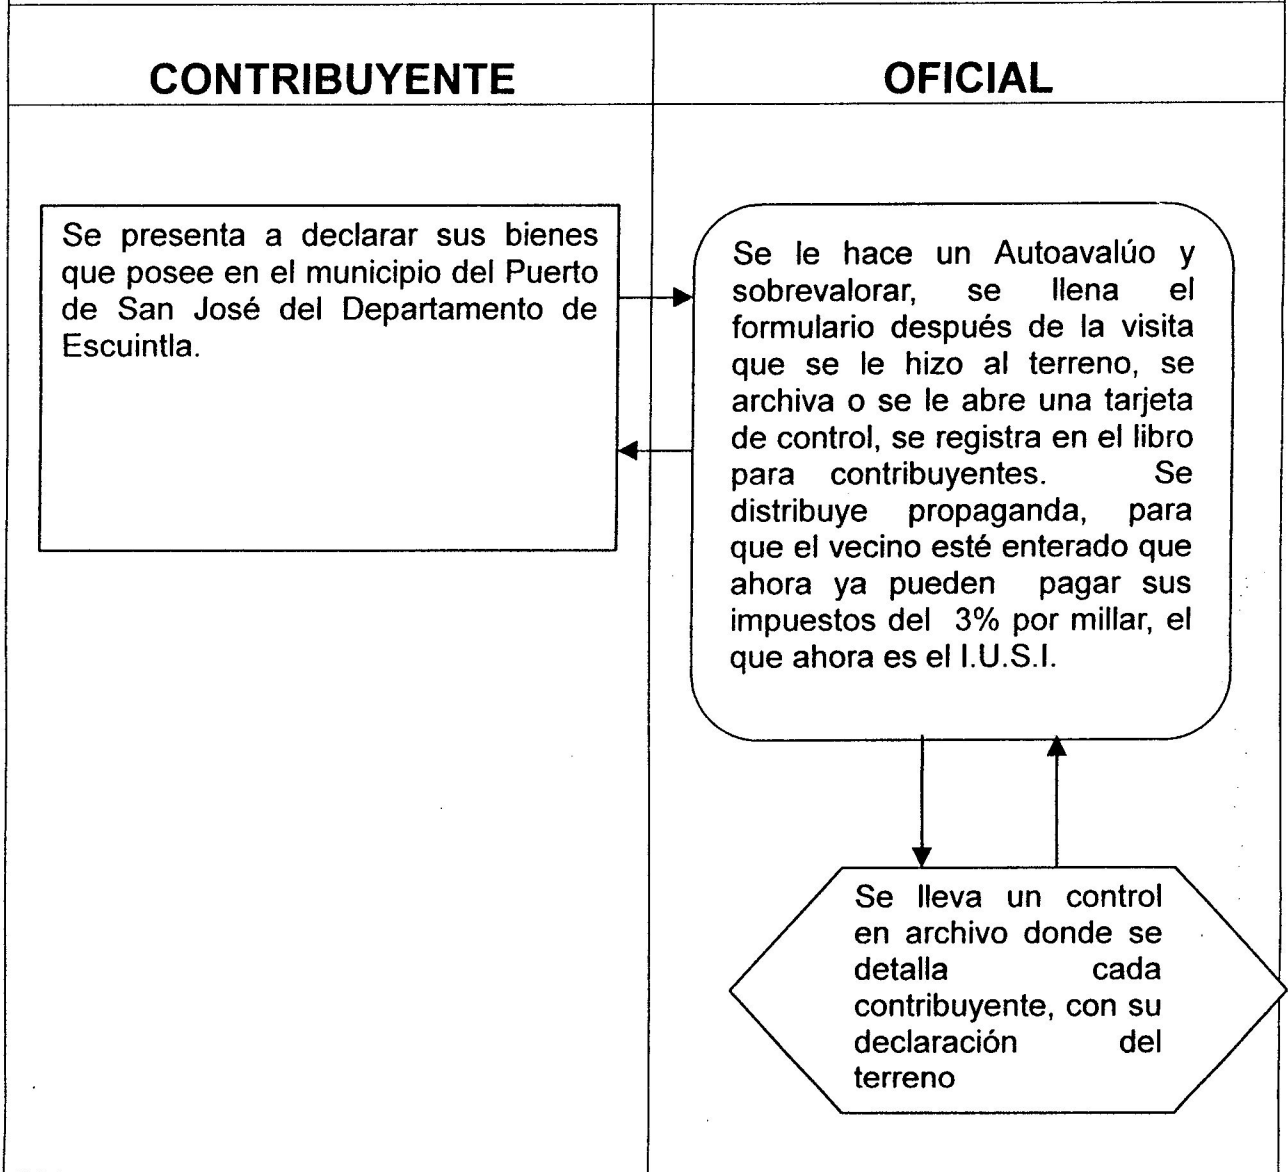 CONTRIBUYENTE
OFICIAL
Se presenta a declarar sus bienes
que posee en el municipio del Puerto
de San José del Departamento de
Escuintla.
Se le hace un Autoavalúo y
sobrevalorar, se llena el
formulario después de la visita
que se le hizo al terreno, se
archiva o se le abre una tarjeta
de control, se registra en el libro
para contribuyentes. Se
distribuye propaganda, para
que el vecino esté enterado que
ahora ya pueden pagar sus
impuestos del 3% por millar, el
que ahora es el I.U.S.I.
Se lleva un control
en archivo donde se
detalla cada
contribuyente, con su
declaración del
terreno